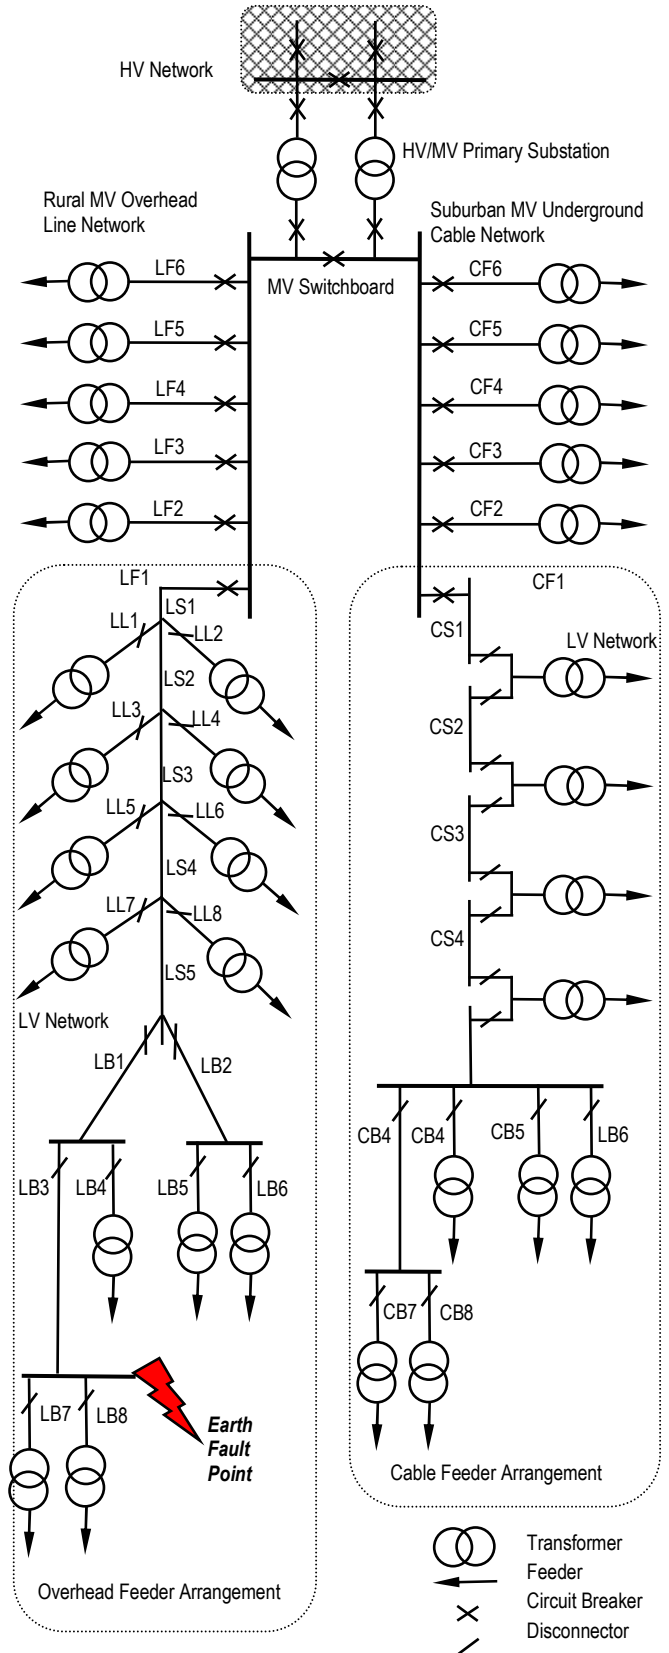 HV Network
HV/MV Primary Substation
Rural MV Overhead
Line Network
Suburban MV Underground
Cable Network
MV Switchboard
LF6
CF6
LF5
CF5
LF4
CF4
LF3
CF3
LF2
CF2
LF1
CF1
LS1
LL1
LL2
LS2
LL3
LL4
LS3
LL5
LL6
LS4
LL7
LL8
LS5
LV Network
LB1
LB2
LB3
LB4
LB5
LB6
LB7
LB8
Earth
Fault
Point
Overhead Feeder Arrangement
CS1
LV Network
CS2
CS3
CS4
CB4
CB4
CB5
LB6
CB7
CB8
Cable Feeder Arrangement
Transformer
Feeder
Circuit Breaker
Disconnector